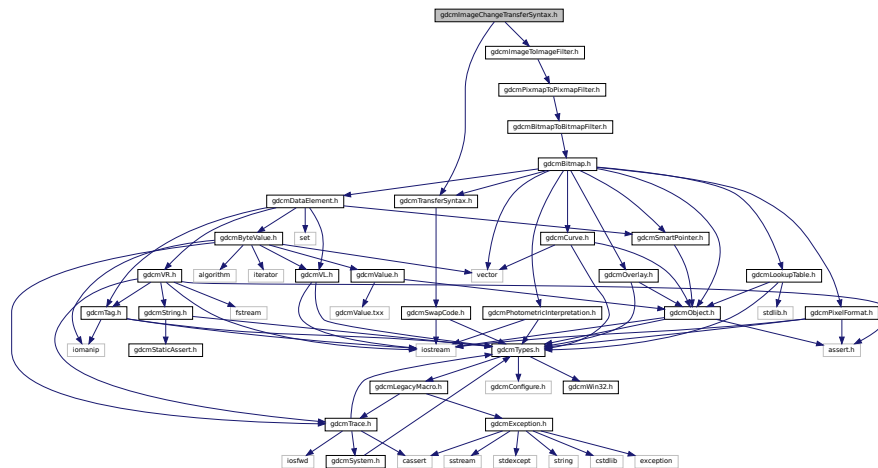 gdcmImageChangeTransferSyntax.h
gdcmImageToImageFilter.h
gdcmPixmapToPixmapFilter.h
gdcmBitmapToBitmapFilter.h
gdcmBitmap.h
gdcmDataElement.h
gdcmTransferSyntax.h
gdcmByteValue.h
set
gdcmCurve.h
gdcmSmartPointer.h
gdcmVR.h
algorithm
iterator
gdcmVL.h
gdcmValue.h
vector
gdcmOverlay.h
gdcmLookupTable.h
gdcmTag.h
gdcmString.h
fstream
gdcmValue.txx
gdcmSwapCode.h
gdcmPhotometricInterpretation.h
gdcmObject.h
stdlib.h
gdcmPixelFormat.h
iomanip
gdcmStaticAssert.h
iostream
gdcmTypes.h
assert.h
gdcmLegacyMacro.h
gdcmConfigure.h
gdcmWin32.h
gdcmTrace.h
gdcmException.h
iosfwd
gdcmSystem.h
cassert
sstream
stdexcept
string
cstdlib
exception